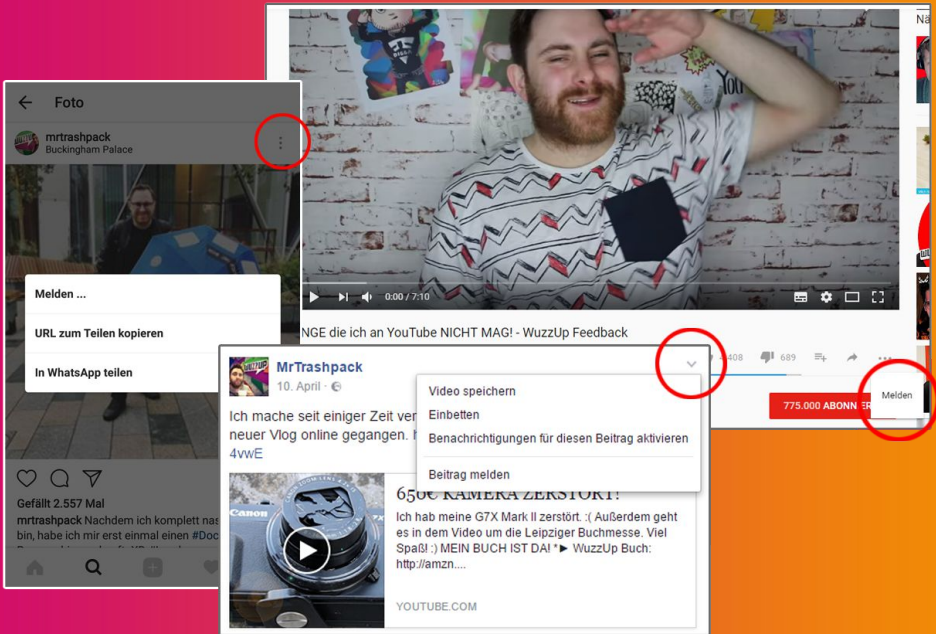 Foto
mrtrashpack
Buckingham Palace
Melden ...
URL zum Teilen kopieren
In WhatsApp teilen
Gefällt 2.557 Mal
mrtrashpack Nachdem ich komplett
bin, habe ich mir erst einmal einen
0:00 / 7:10
NGE die ich an YouTube NICHT MAG! - WuzzUp Feedback
408
689
775.000
Melden
MrTrashpack
10. April
Ich mache seit einiger Zeit
neuer Vlog online gegangen.
4vwE
Video speichern
Einbetten
Benachrichtigungen für diesen Beitrag aktivieren
Beitrag melden
Canon
650€ KAMERA ZERSTÖRT!
Ich hab meine G7X Mark II zerstört. :( Außerdem geht
es in dem Video um die Leipziger Buchmesse. Viel
Spaß! :) MEIN BUCH IST DA! *► WuzzUp Buch:
http://amzn....
YOUTUBE.COM